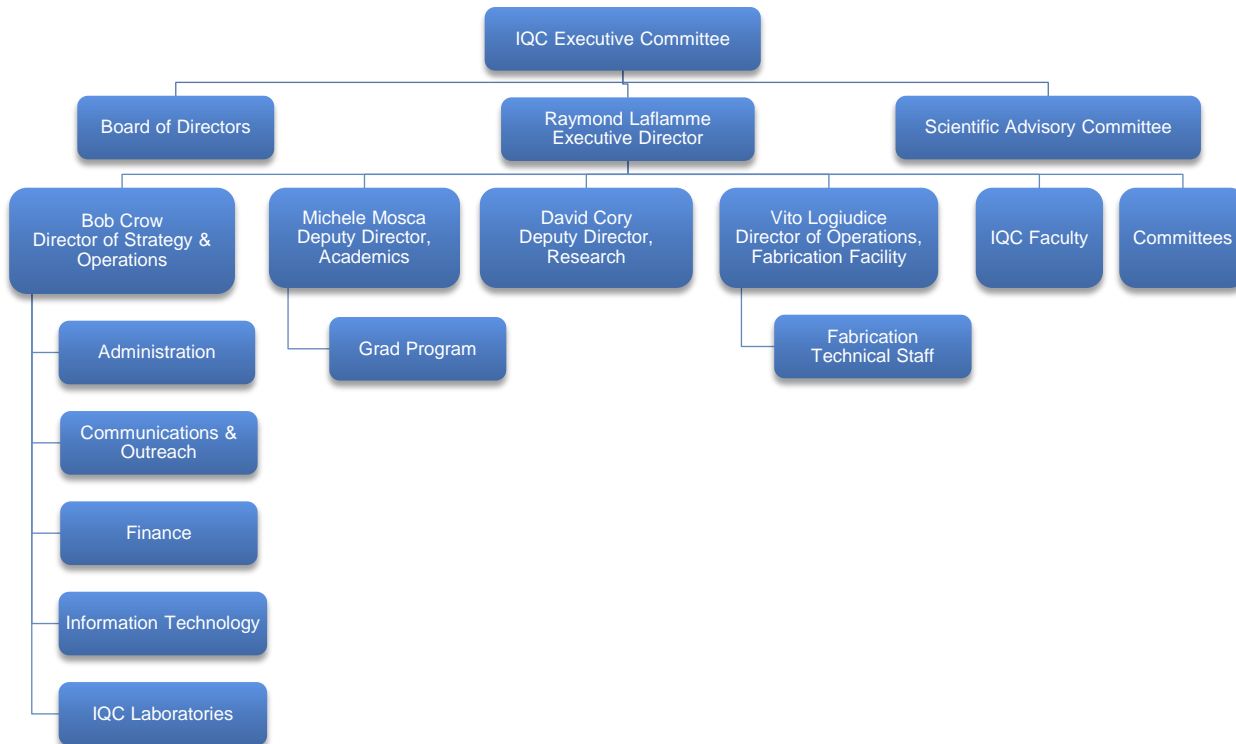 IQC Executive Committee
Board of Directors
Raymond Laflamme
Executive Director
Scientific Advisory Committee
Bob Crow
Director of Strategy &
Operations
Michele Mosca
Deputy Director,
Academics
David Cory
Deputy Director,
Research
Vito Logiudice
Director of Operations,
Fabrication Facility
IQC Faculty
Committees
Administration
Grad Program
Fabrication
Technical Staff
Communications &
Outreach
Finance
Information Technology
IQC Laboratories